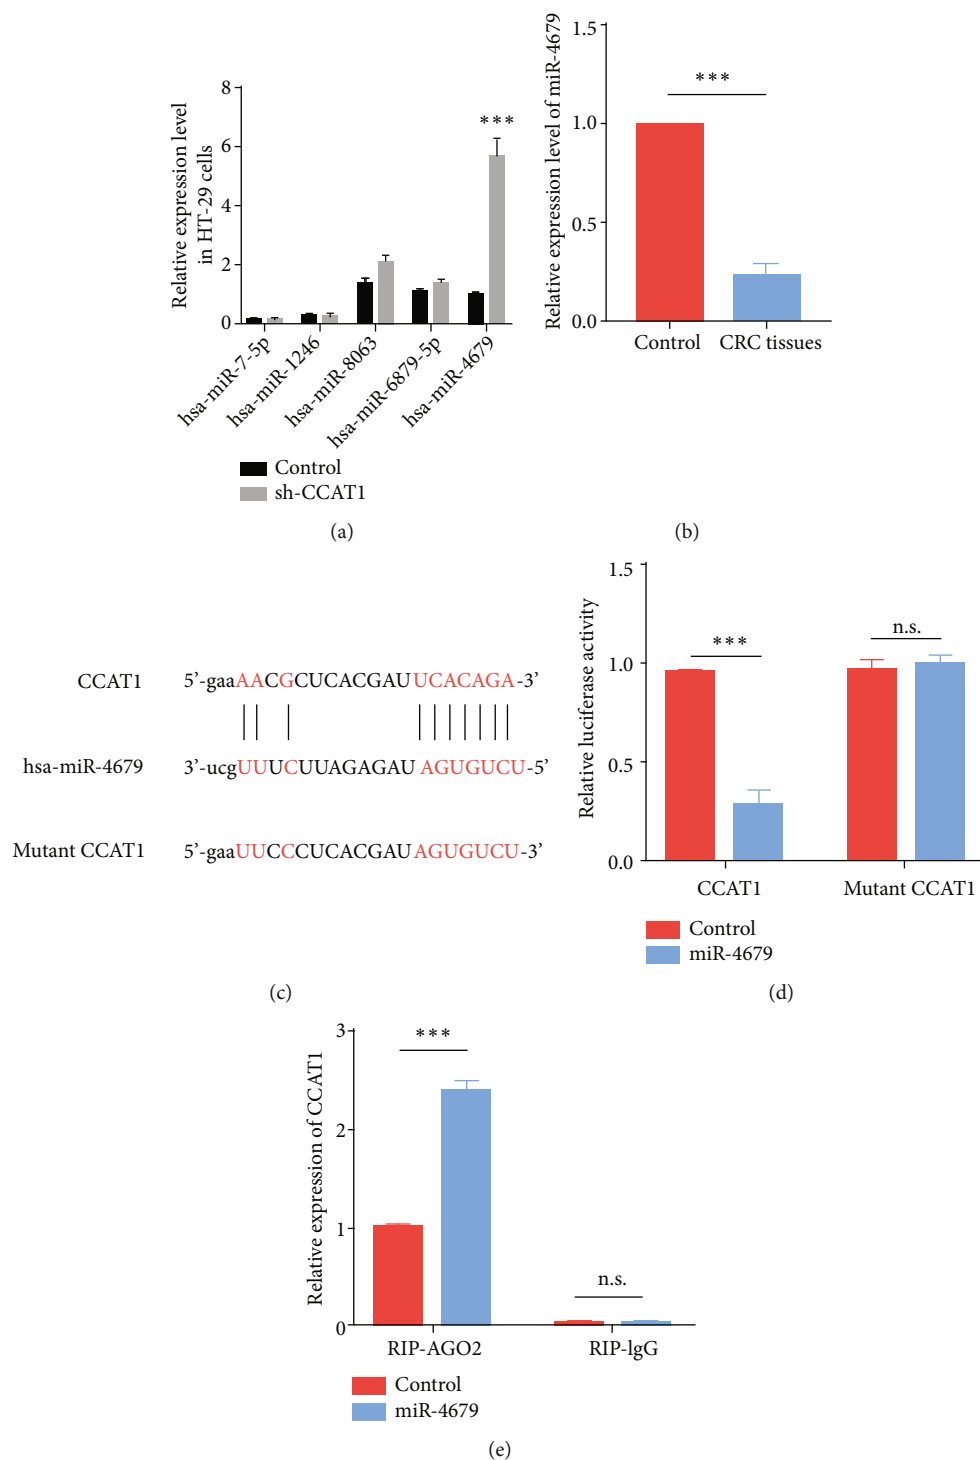 Relative expression level
in HT-29 cells
8
6
4
2
0
***
hsa-miR-7-5p
hsa-miR-1246
hsa-miR-8063
hsa-miR-6879-5p
hsa-miR-4679
Control
sh-CCAT1
(a)
Relative expression level of miR-4679
1.5
1.0
0.5
0.0
***
Control CRC tissues
(b)
CCAT1 5'-gaaAACGCUCACGAUUCACAGA-3'
hsa-miR-4679 3'-ucgUUUCUUAGAGAU AGUGUCU-5'
Mutant CCAT1 5'-gaaUUCCCUCACGAUAGUGUCU-3'
(c)
Relative luciferase activity
1.5
1.0
0.5
0.0
***
n.s.
CCAT1 Mutant CCAT1
Control
miR-4679
(d)
Relative expression of CCAT1
3
2
1
0
***
n.s.
RIP-AGO2 RIP-lgG
Control
miR-4679
(e)